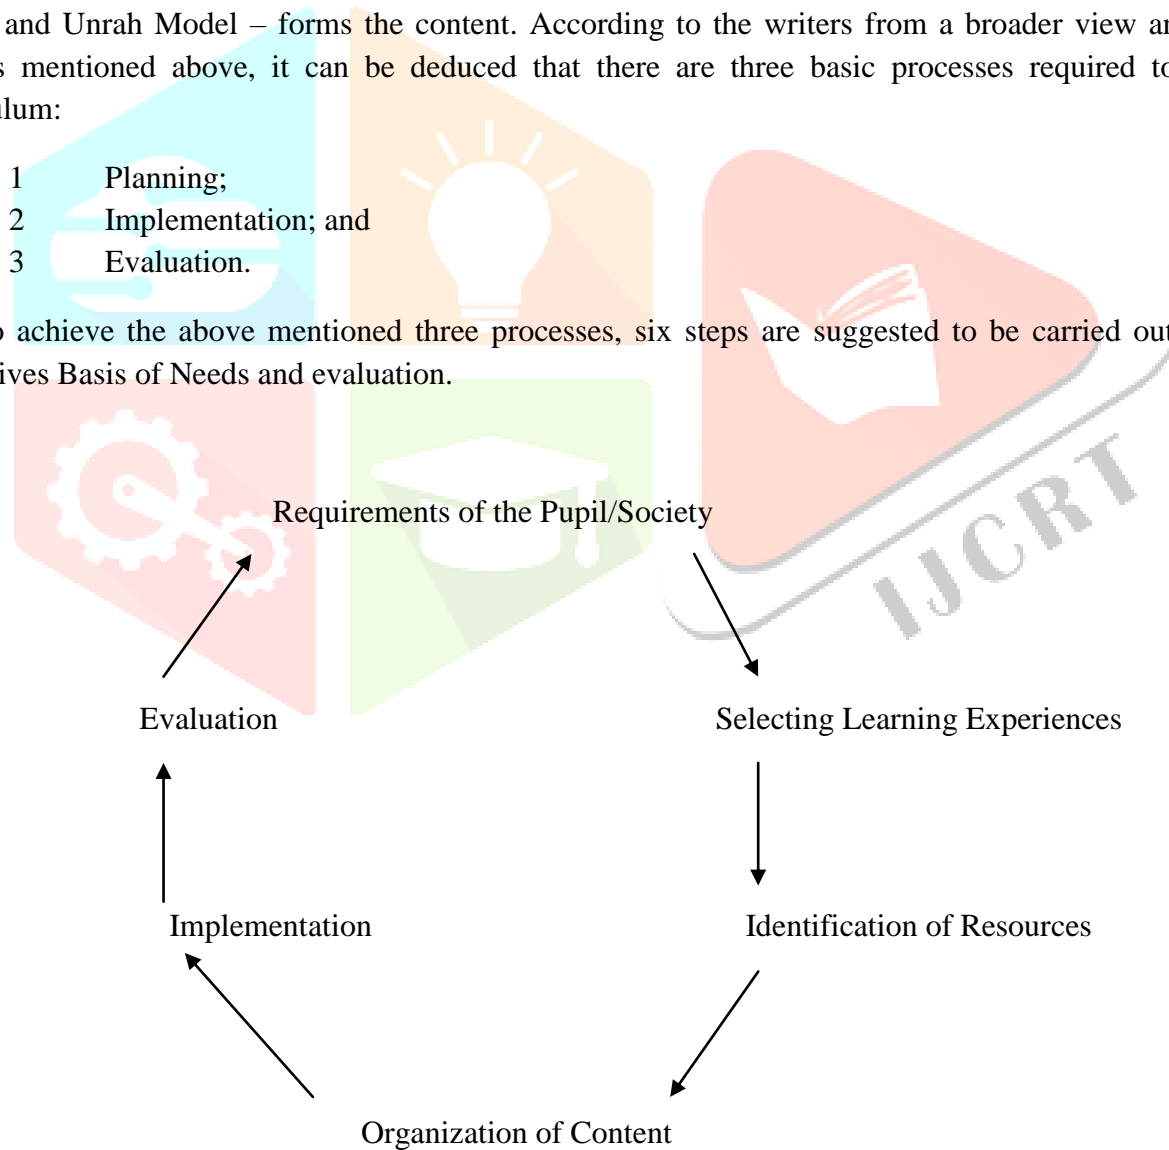 and Unrah Model – forms the content. According to the writers from a broader view
mentioned above, it can be deduced that there are three basic processes required to
1 Planning;
2 Implementation; and
3 Evaluation.
achieve the above mentioned three processes, six steps are suggested to be carried out
Basis of Needs and evaluation.
Requirements of the Pupil/Society
IJCRT
Evaluation
Selecting Learning Experiences
Implementation
Identification of Resources
Organization of Content